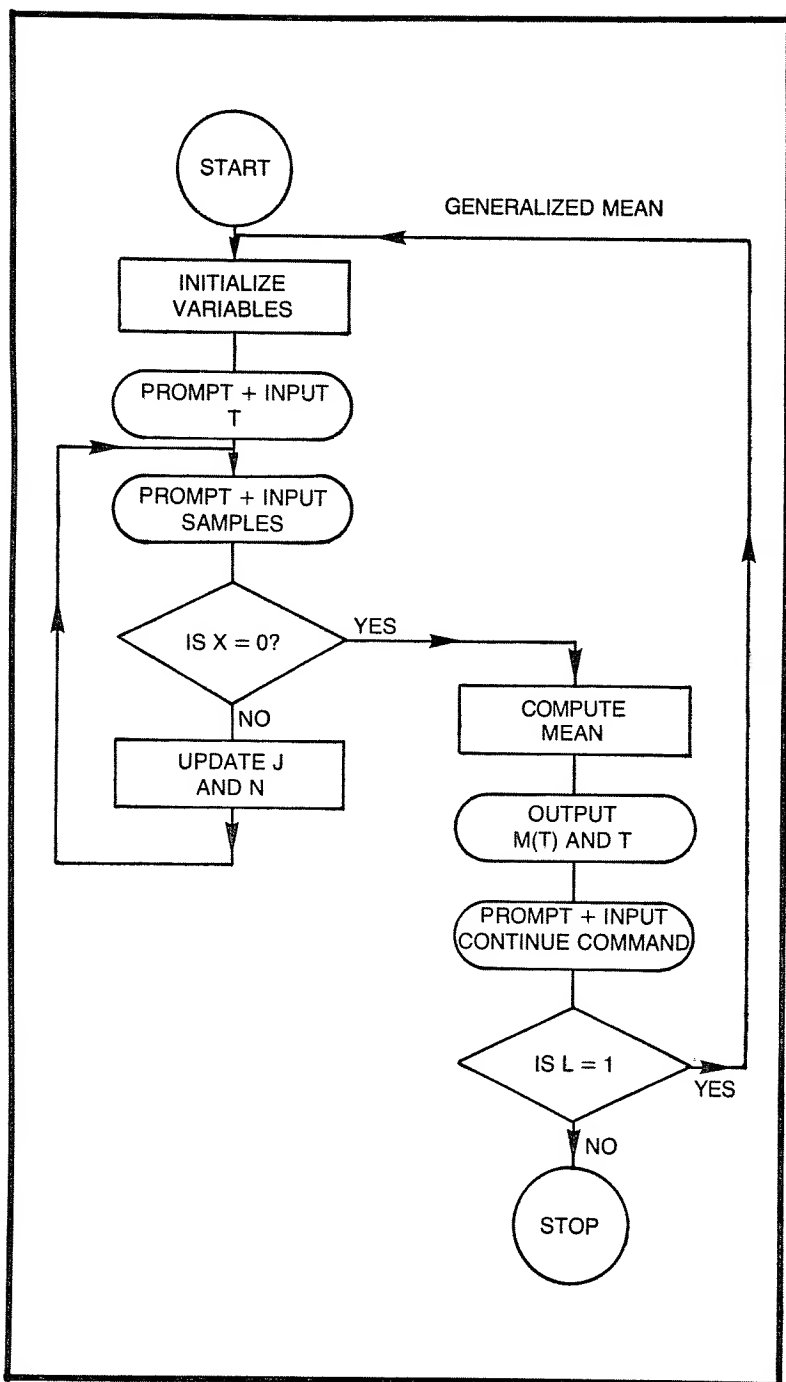 START
GENERALIZED MEAN
INITIALIZE
VARIABLES
PROMPT + INPUT
T
PROMPT + INPUT
SAMPLES
IS X = 0?
YES
NO
UPDATE J
AND N
COMPUTE
MEAN
OUTPUT
M(T) AND T
PROMPT + INPUT
CONTINUE COMMAND
IS L = 1
YES
NO
STOP